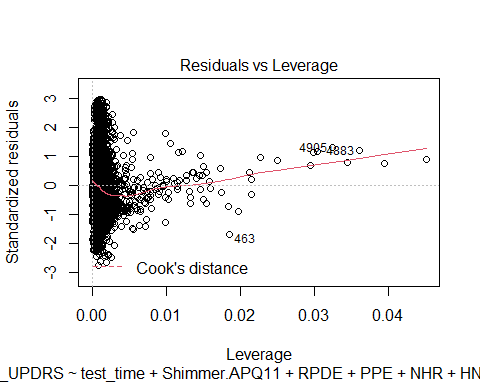 Residuals vs Leverage
Standardized residuals
3
2
1
0
-1
-2
-3
4905
4883
463
Cook's distance
0.00 0.01 0.02 0.03 0.04
Leverage
_UPDRS ~ test_time + Shimmer.APQ11 + RPDE + PPE + NHR + HN